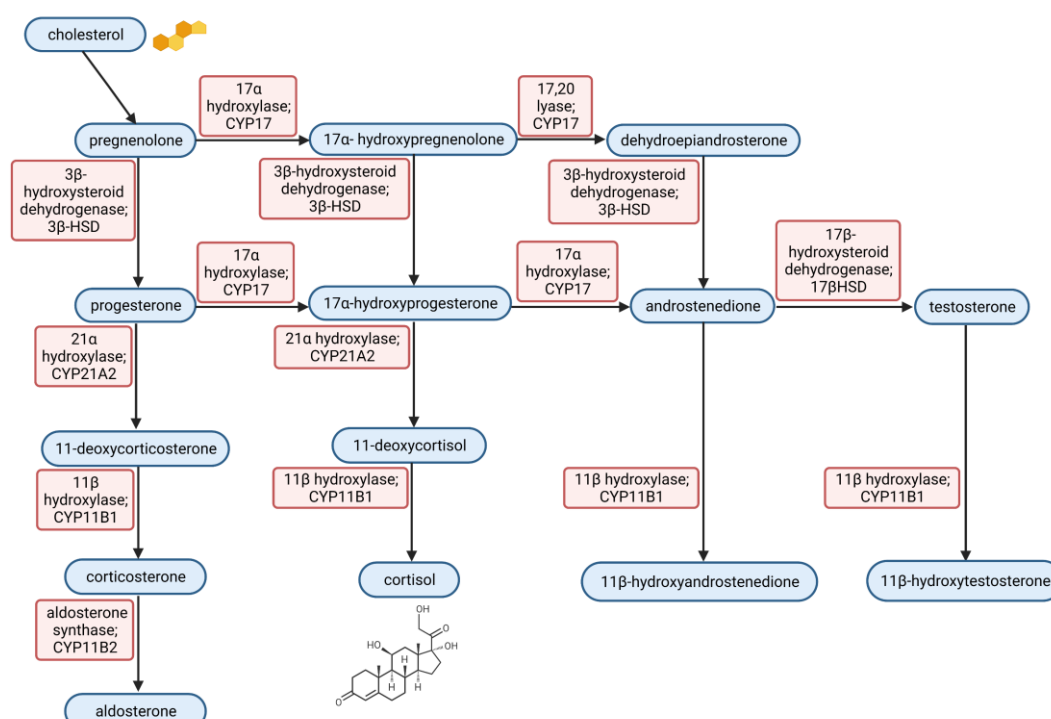 cholesterol
17α
hydroxylase;
CYP17
17,20
lyase;
CYP17
pregnenolone
17α- hydroxypregnenolone
dehydroepiandrosterone
3β-
hydroxysteroid
dehydrogenase;
3β-HSD
3β-hydroxysteroid
dehydrogenase;
3β-HSD
3β-hydroxysteroid
dehydrogenase;
3β-HSD
17β-
hydroxysteroid
dehydrogenase;
17βHSD
17α
hydroxylase;
CYP17
17α
hydroxylase;
CYP17
progesterone
17α-hydroxyprogesterone
androstenedione
testosterone
21α
hydroxylase;
CYP21A2
21α hydroxylase;
CYP21A2
11-deoxycorticosterone
11-deoxycortisol
11β
hydroxylase;
CYP11B1
11β hydroxylase;
CYP11B1
11β hydroxylase;
CYP11B1
11β hydroxylase;
CYP11B1
corticosterone
cortisol
11β-hydroxyandrostenedione
11β-hydroxytestosterone
aldosterone
synthase;
CYP11B2
OH
O
HO
OH
H
H
H
O
aldosterone